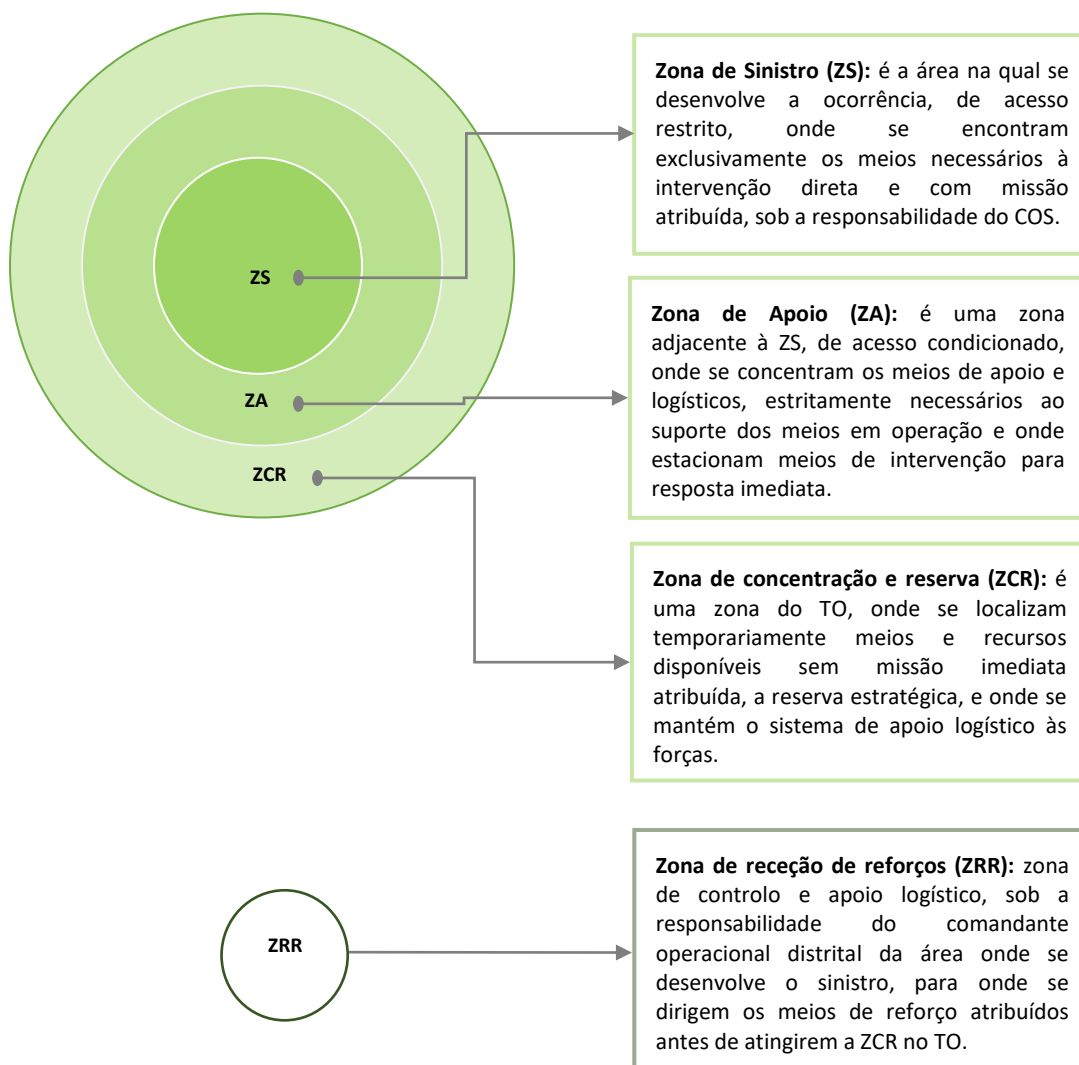 ZS
ZA
ZCR
Zona de Sinistro (ZS): é a área na qual se
desenvolve a ocorrência, de acesso
restrito, onde se encontram
exclusivamente os meios necessários à
intervenção direta e com missão
atribuída, sob a responsabilidade do COS.
Zona de Apoio (ZA): é uma zona
adjacente à ZS, de acesso condicionado,
onde se concentram os meios de apoio e
logísticos, estritamente necessários ao
suporte dos meios em operação e onde
estacionam meios de intervenção para
resposta imediata.
Zona de concentração e reserva (ZCR): é
uma zona do TO, onde se localizam
temporariamente meios e recursos
disponíveis sem missão imediata
atribuída, a reserva estratégica, e onde se
mantém o sistema de apoio logístico às
forças.
ZRR
Zona de receção de reforços (ZRR): zona
de controlo e apoio logístico, sob a
responsabilidade do comandante
operacional distrital da área onde se
desenvolve o sinistro, para onde se
dirigem os meios de reforço atribuídos
antes de atingirem a ZCR no TO.